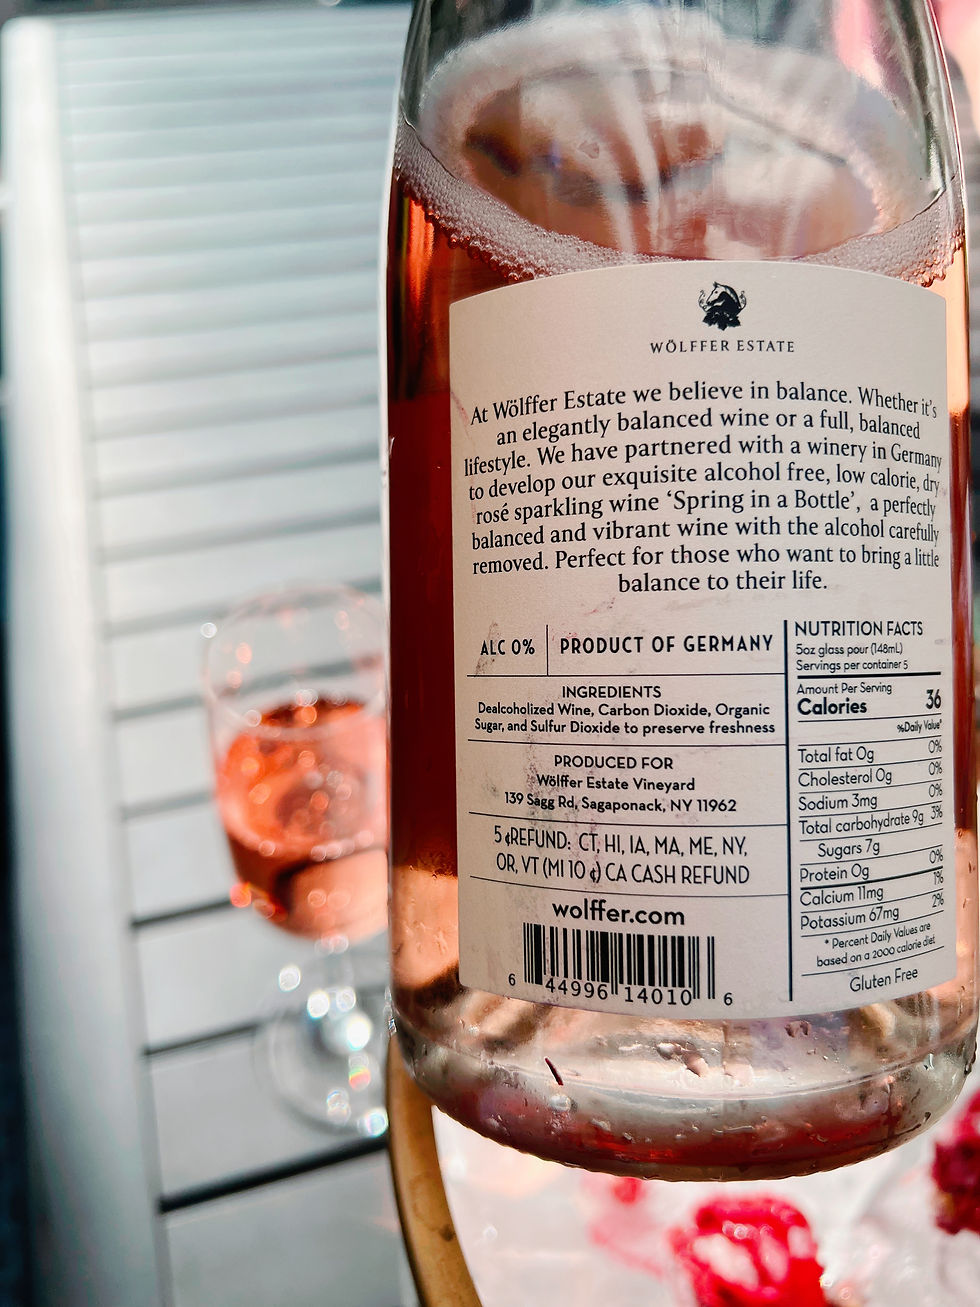 WÖLFFER ESTATE
At Wölffer Estate we believe in balance. Whether it's
an elegantly balanced wine or a full, balanced
lifestyle. We have partnered with a winery in Germany
to develop our exquisite alcohol free, low calorie, dry
rosé sparkling wine 'Spring in a Bottle', a perfectly
balanced and vibrant wine with the alcohol carefully
removed. Perfect for those who want to bring a little
balance to their life.
ALC 0% PRODUCT OF GERMANY
INGREDIENTS
Dealcoholized Wine, Carbon Dioxide, Organic
Sugar, and Sulfur Dioxide to preserve freshness
PRODUCED FOR
Wölffer Estate Vineyard
139 Sagg Rd, Sagaponack, NY 11962
5¢REFUND: CT, HI, IA, MA, ME, NY,
OR, VT (MI 10¢) CA CASH REFUND
wolffer.com
6 44996 14010 6
NUTRITION FACTS
5oz glass pour (148mL)
Servings per container 5
Amount Per Serving
Calories 36
%Daily Value*
Total fat 0g 0%
Cholesterol 0g 0%
Sodium 3mg 0%
Total carbohydrate 9g 3%
Sugars 7g
Protein 0g 0%
Calcium 11mg 1%
Potassium 67mg 2%
* Percent Daily Values are
based on a 2000 calorie diet
Gluten Free